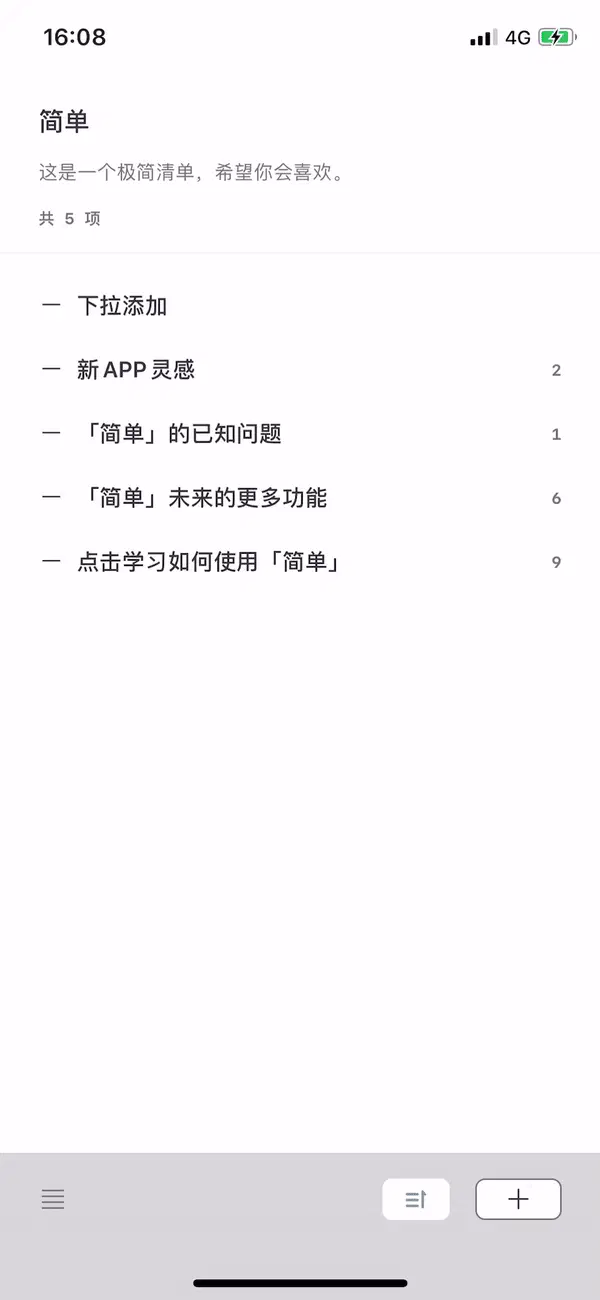 16:08 4G
简单
这是一个极简清单，希望你会喜欢。
共 5 项
下拉添加
新APP灵感 2
「简单」的已知问题 1
「简单」未来的更多功能 6
点击学习如何使用「简单」 9